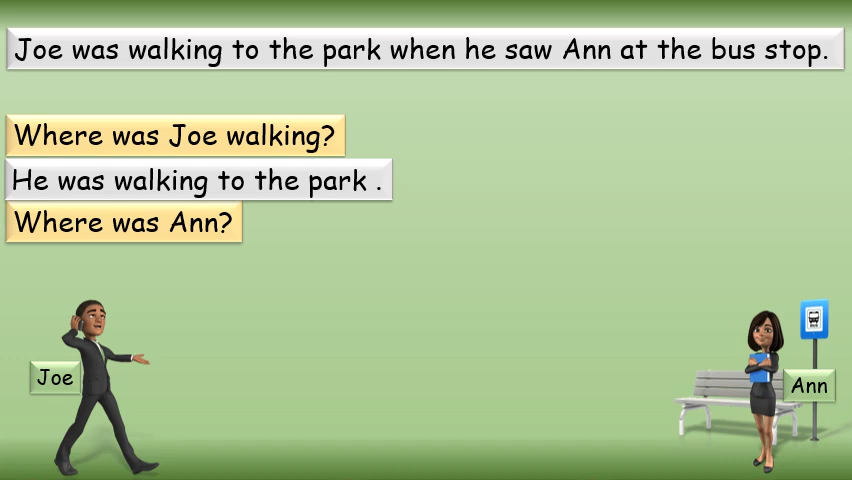 Joe was walking to the park when he saw Ann at the bus stop.
Where was Joe walking?
He was walking to the park .
Where was Ann?
Joe
Ann